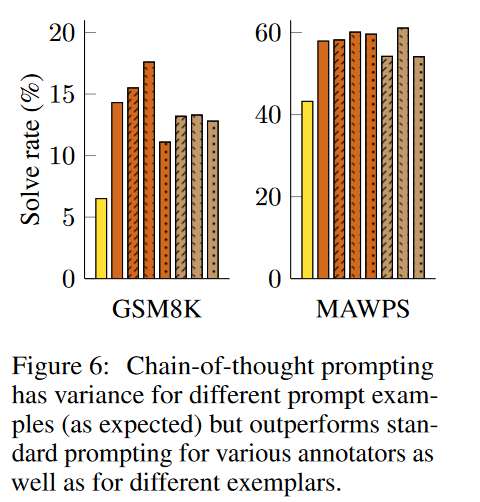 Solve rate (%)
20
15
10
5
0
GSM8K
60
40
20
0
MAWPS
Figure 6: Chain-of-thought prompting
has variance for different prompt exam-
ples (as expected) but outperforms stan-
dard prompting for various annotators as
well as for different exemplars.